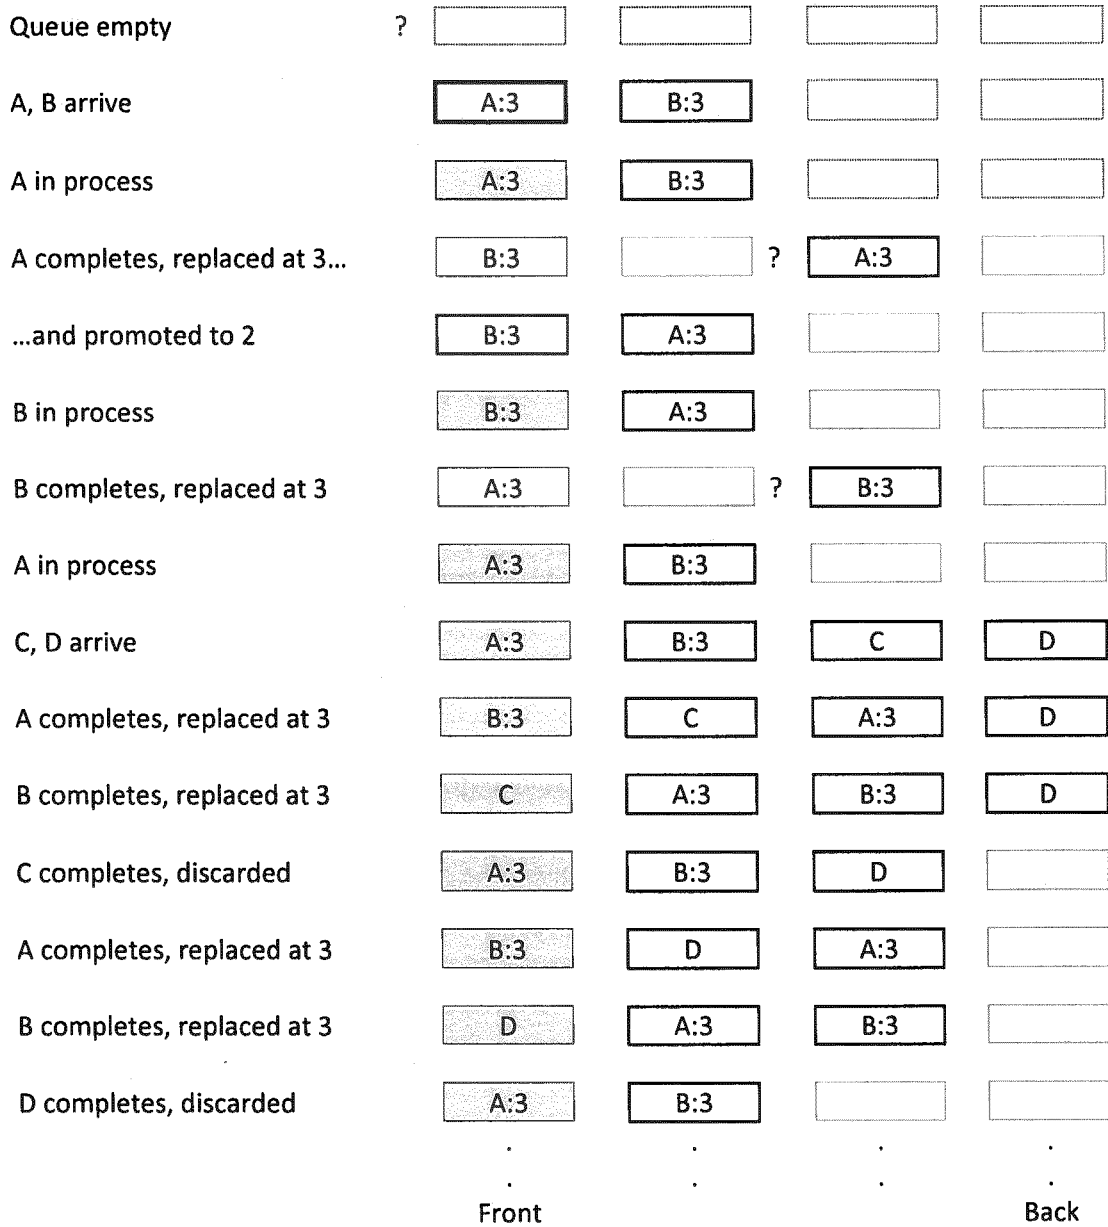 Queue empty ?
A, B arrive A:3 B:3
A in process A:3 B:3
A completes, replaced at 3... B:3 ? A:3
...and promoted to 2 B:3 A:3
B in process B:3 A:3
B completes, replaced at 3 A:3 ? B:3
A in process A:3 B:3
C, D arrive A:3 B:3 C D
A completes, replaced at 3 B:3 C A:3 D
B completes, replaced at 3 C A:3 B:3 D
C completes, discarded A:3 B:3 D
A completes, replaced at 3 B:3 D A:3
B completes, replaced at 3 D A:3 B:3
D completes, discarded A:3 B:3
. . . .
. . . .
Front Back